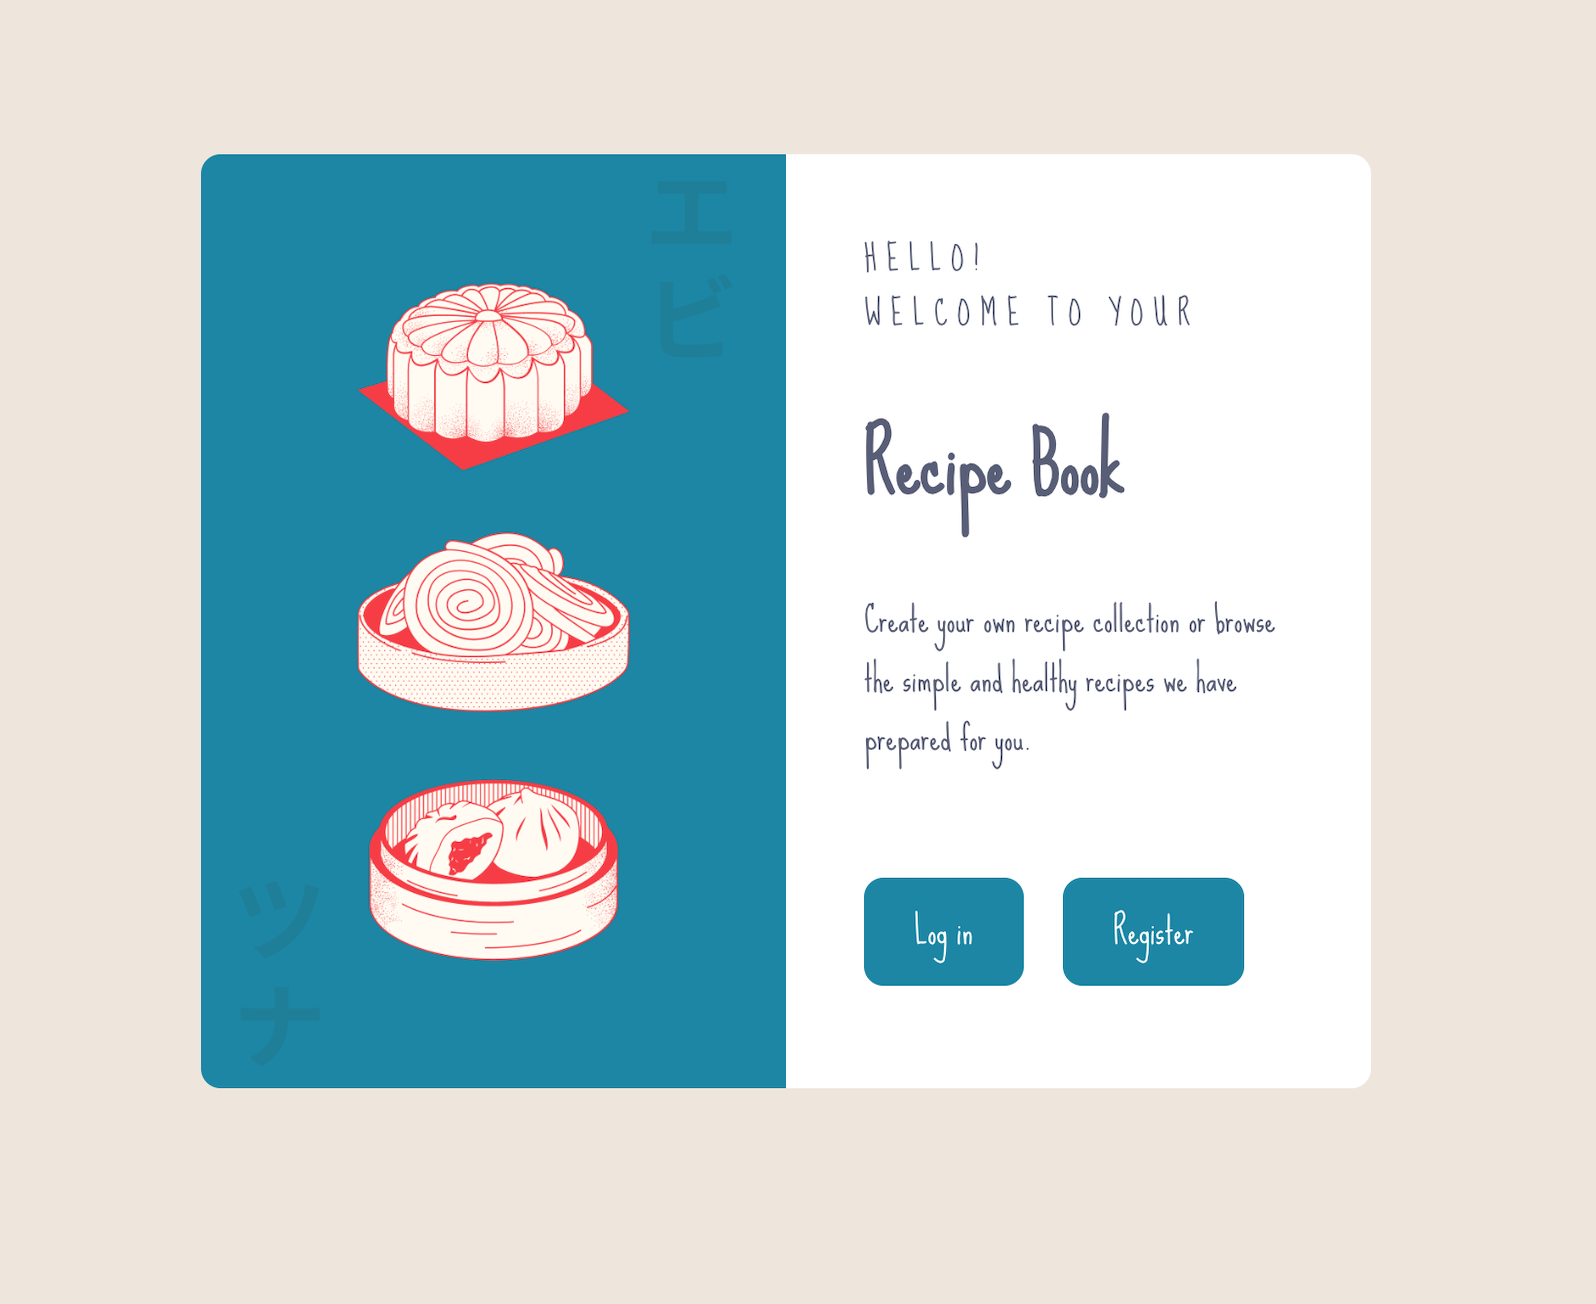 エビ
ツナ
HELLO!
WELCOME TO YOUR
Recipe Book
Create your own recipe collection or browse
the simple and healthy recipes we have
prepared for you.
Log in
Register